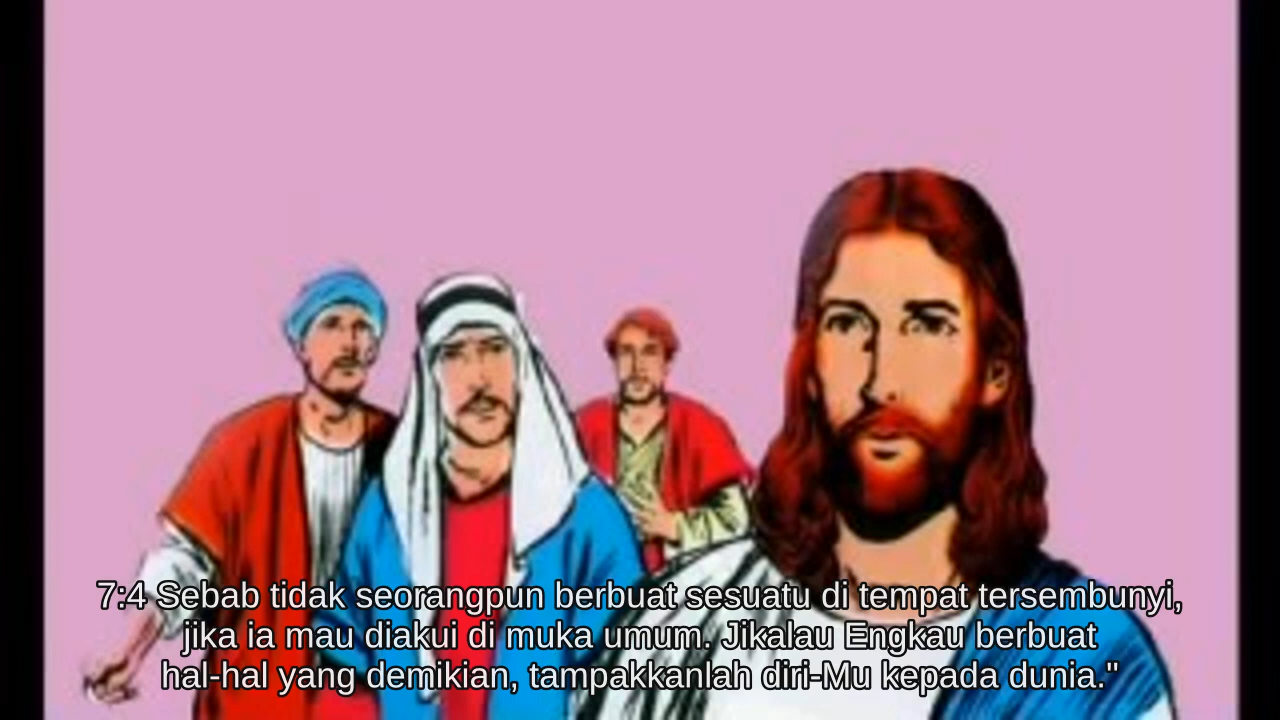 7:4 Sebab tidak seorangpun berbuat sesuatu di tempat tersembunyi,
jika ia mau diakui di muka umum. Jikalau Engkau berbuat
hal-hal yang demikian, tampakkanlah diri-Mu kepada dunia."